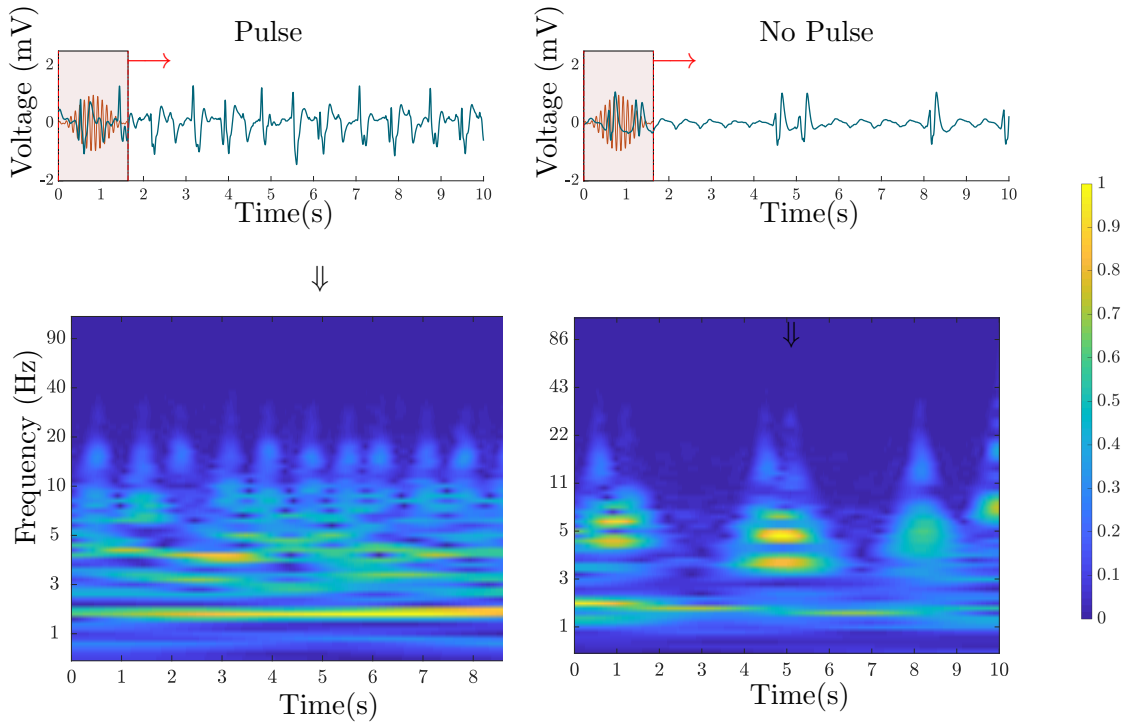 Pulse
Voltage (mV)
2
0
-2
0 1 2 3 4 5 6 7 8 9 10
Time(s)
No Pulse
Voltage (mV)
2
0
-2
0 1 2 3 4 5 6 7 8 9 10
Time(s)
⇓
Frequency (Hz)
90
40
20
10
5
3
1
0 1 2 3 4 5 6 7 8
Time(s)
⇓
86
43
22
11
5
3
1
0 1 2 3 4 5 6 7 8 9 10
Time(s)
1
0.9
0.8
0.7
0.6
0.5
0.4
0.3
0.2
0.1
0